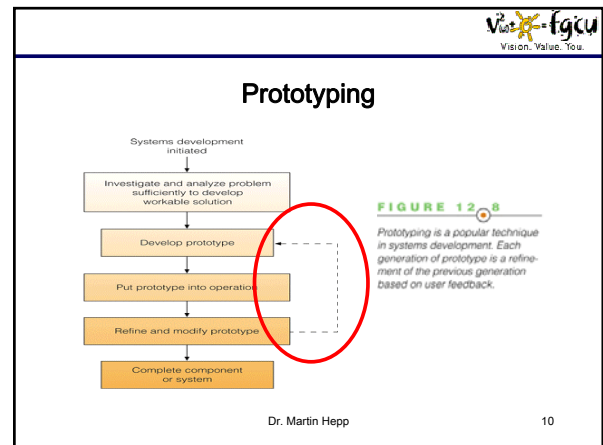 fgcu
Vision. Value. You.
Prototyping
Systems development
initiated
Investigate and analyze problem
sufficiently to develop
workable solution
Develop prototype
Put prototype into operation
Refine and modify prototype
Complete component
or system
FIGURE 12 8
Prototyping is a popular technique
in systems development. Each
generation of prototype is a refine-
ment of the previous generation
based on user feedback.
Dr. Martin Hepp
10